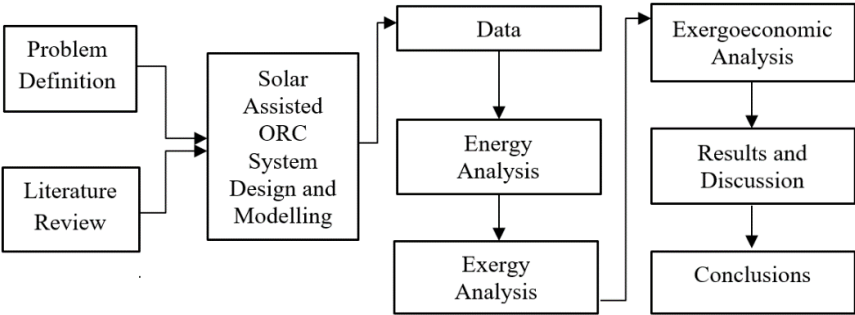 Problem
Definition
Literature
Review
Solar
Assisted
ORC
System
Design and
Modelling
Data
Energy
Analysis
Exergy
Analysis
Exergoeconomic
Analysis
Results and
Discussion
Conclusions